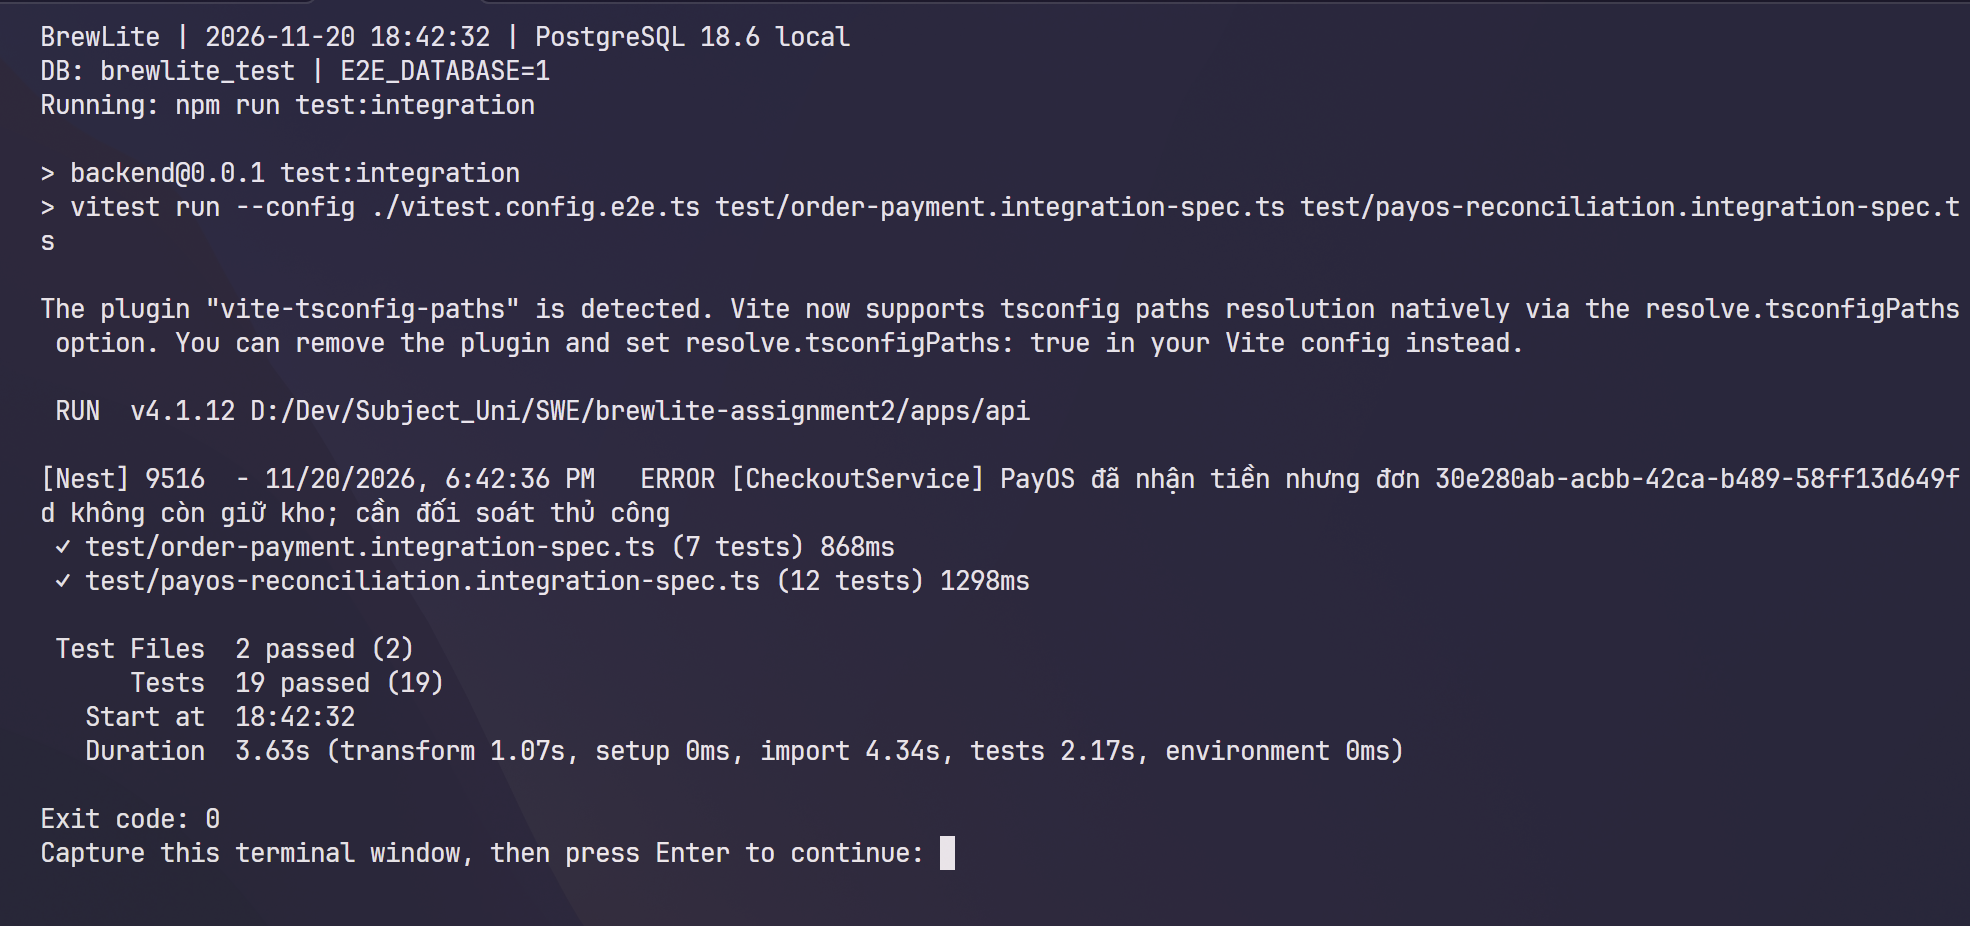 BrewLite | 2026-11-20 18:42:32 | PostgreSQL 18.6 local
DB: brewlite_test | E2E_DATABASE=1
Running: npm run test:integration
> backend@0.0.1 test:integration
> vitest run --config ./vitest.config.e2e.ts test/order-payment.integration-spec.ts test/payos-reconciliation.integration-spec.t
s
The plugin "vite-tsconfig-paths" is detected. Vite now supports tsconfig paths resolution natively via the resolve.tsconfigPaths
option. You can remove the plugin and set resolve.tsconfigPaths: true in your Vite config instead.
RUN  v4.1.12 D:/Dev/Subject_Uni/SWE/brewlite-assignment2/apps/api
[Nest] 9516  - 11/20/2026, 6:42:36 PM   ERROR [CheckoutService] PayOS đã nhận tiền nhưng đơn 30e280ab-acbb-42ca-b489-58ff13d649f
d không còn giữ kho; cần đối soát thủ công
✓ test/order-payment.integration-spec.ts (7 tests) 868ms
✓ test/payos-reconciliation.integration-spec.ts (12 tests) 1298ms
Test Files  2 passed (2)
Tests  19 passed (19)
Start at  18:42:32
Duration  3.63s (transform 1.07s, setup 0ms, import 4.34s, tests 2.17s, environment 0ms)
Exit code: 0
Capture this terminal window, then press Enter to continue: